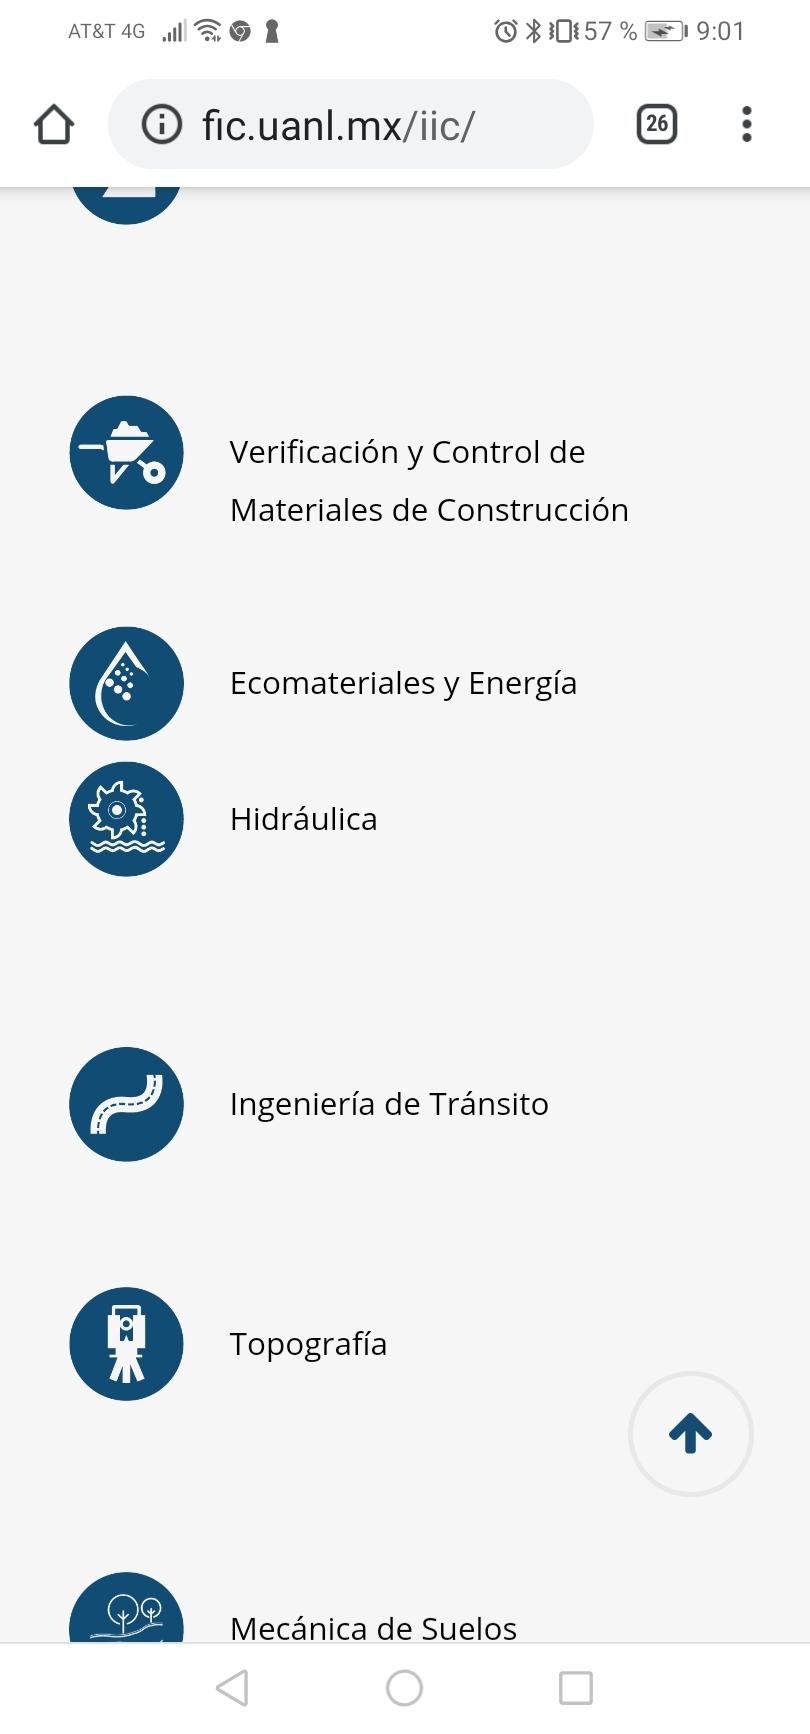 AT&T 4G 57 % 9:01
fic.uanl.mx/iic/ 26
Verificación y Control de
Materiales de Construcción
Ecomateriales y Energía
Hidráulica
Ingeniería de Tránsito
Topografía
Mecánica de Suelos